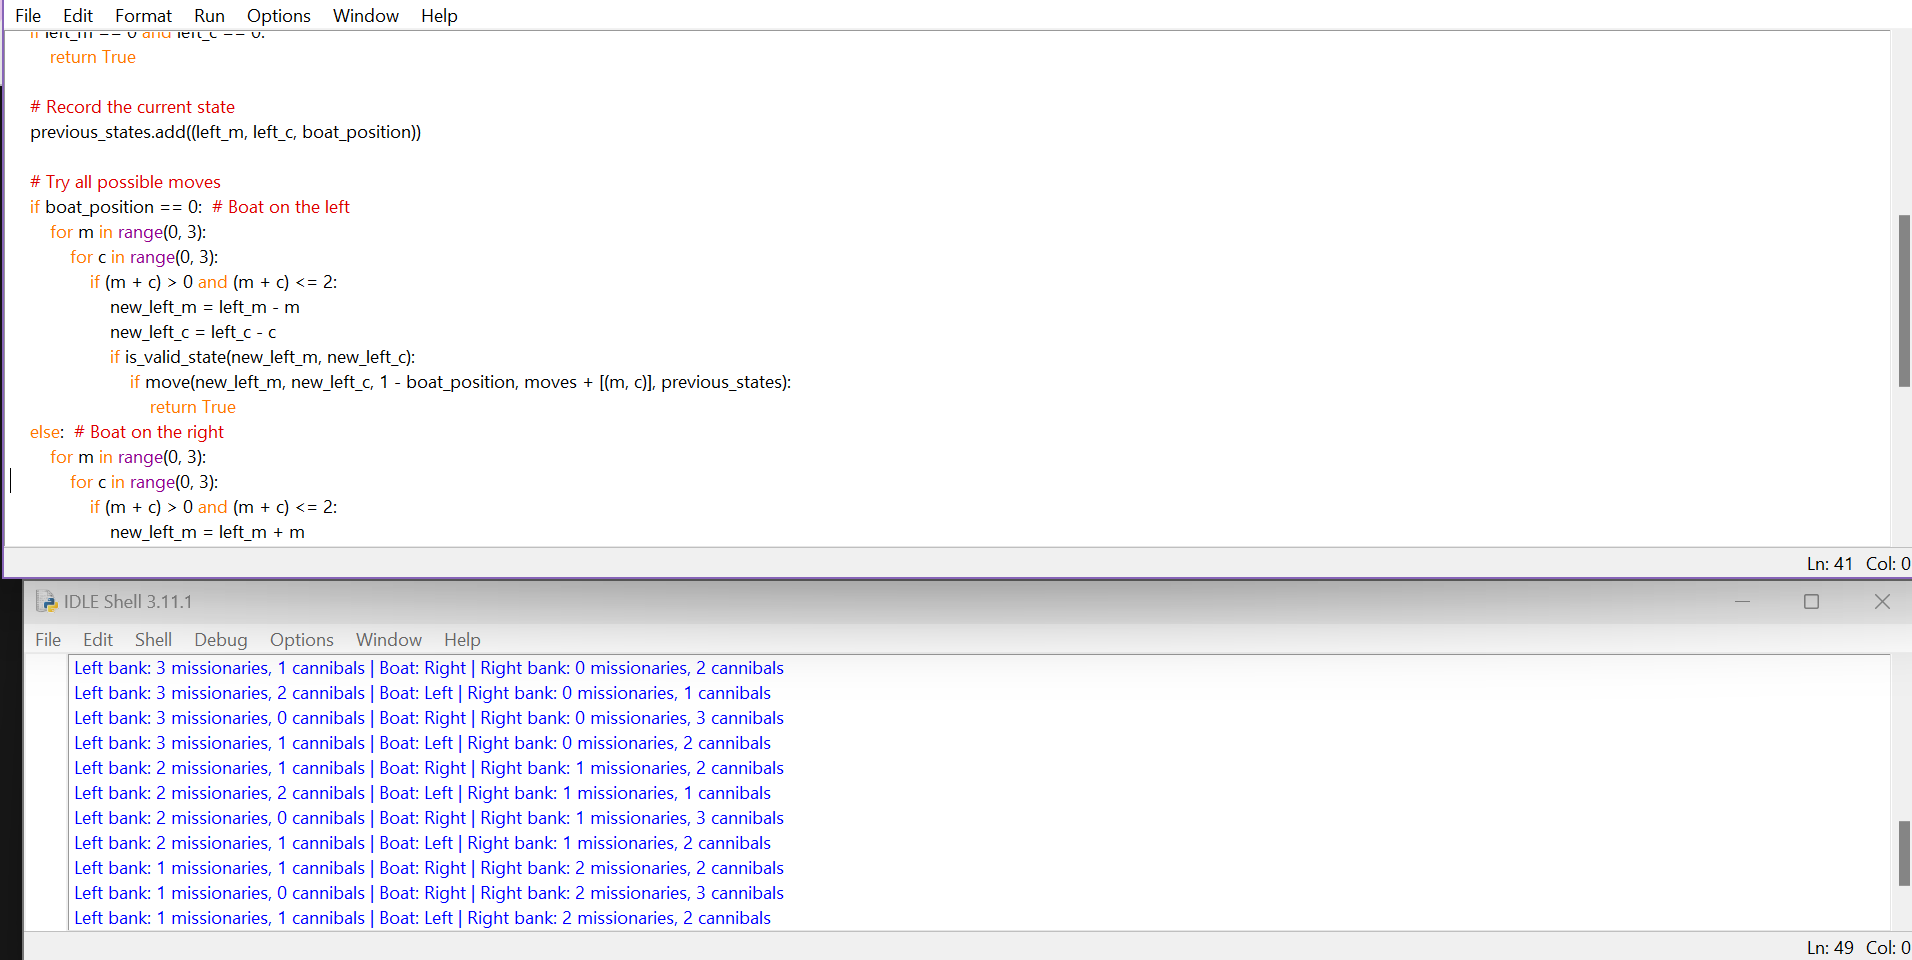 File Edit Format Run Options Window Help
if left_m == 0 and left_c == 0:
return True
# Record the current state
previous_states.add((left_m, left_c, boat_position))
# Try all possible moves
if boat_position == 0:  # Boat on the left
for m in range(0, 3):
for c in range(0, 3):
if (m + c) > 0 and (m + c) <= 2:
new_left_m = left_m - m
new_left_c = left_c - c
if is_valid_state(new_left_m, new_left_c):
if move(new_left_m, new_left_c, 1 - boat_position, moves + [(m, c)], previous_states):
return True
else:  # Boat on the right
for m in range(0, 3):
for c in range(0, 3):
if (m + c) > 0 and (m + c) <= 2:
new_left_m = left_m + m
Ln: 41 Col: 0
IDLE Shell 3.11.1
File Edit Shell Debug Options Window Help
Left bank: 3 missionaries, 1 cannibals | Boat: Right | Right bank: 0 missionaries, 2 cannibals
Left bank: 3 missionaries, 2 cannibals | Boat: Left | Right bank: 0 missionaries, 1 cannibals
Left bank: 3 missionaries, 0 cannibals | Boat: Right | Right bank: 0 missionaries, 3 cannibals
Left bank: 3 missionaries, 1 cannibals | Boat: Left | Right bank: 0 missionaries, 2 cannibals
Left bank: 2 missionaries, 1 cannibals | Boat: Right | Right bank: 1 missionaries, 2 cannibals
Left bank: 2 missionaries, 2 cannibals | Boat: Left | Right bank: 1 missionaries, 1 cannibals
Left bank: 2 missionaries, 0 cannibals | Boat: Right | Right bank: 1 missionaries, 3 cannibals
Left bank: 2 missionaries, 1 cannibals | Boat: Left | Right bank: 1 missionaries, 2 cannibals
Left bank: 1 missionaries, 1 cannibals | Boat: Right | Right bank: 2 missionaries, 2 cannibals
Left bank: 1 missionaries, 0 cannibals | Boat: Right | Right bank: 2 missionaries, 3 cannibals
Left bank: 1 missionaries, 1 cannibals | Boat: Left | Right bank: 2 missionaries, 2 cannibals
Ln: 49 Col: 0